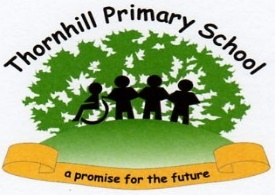 Thornhill Primary School
a promise for the future